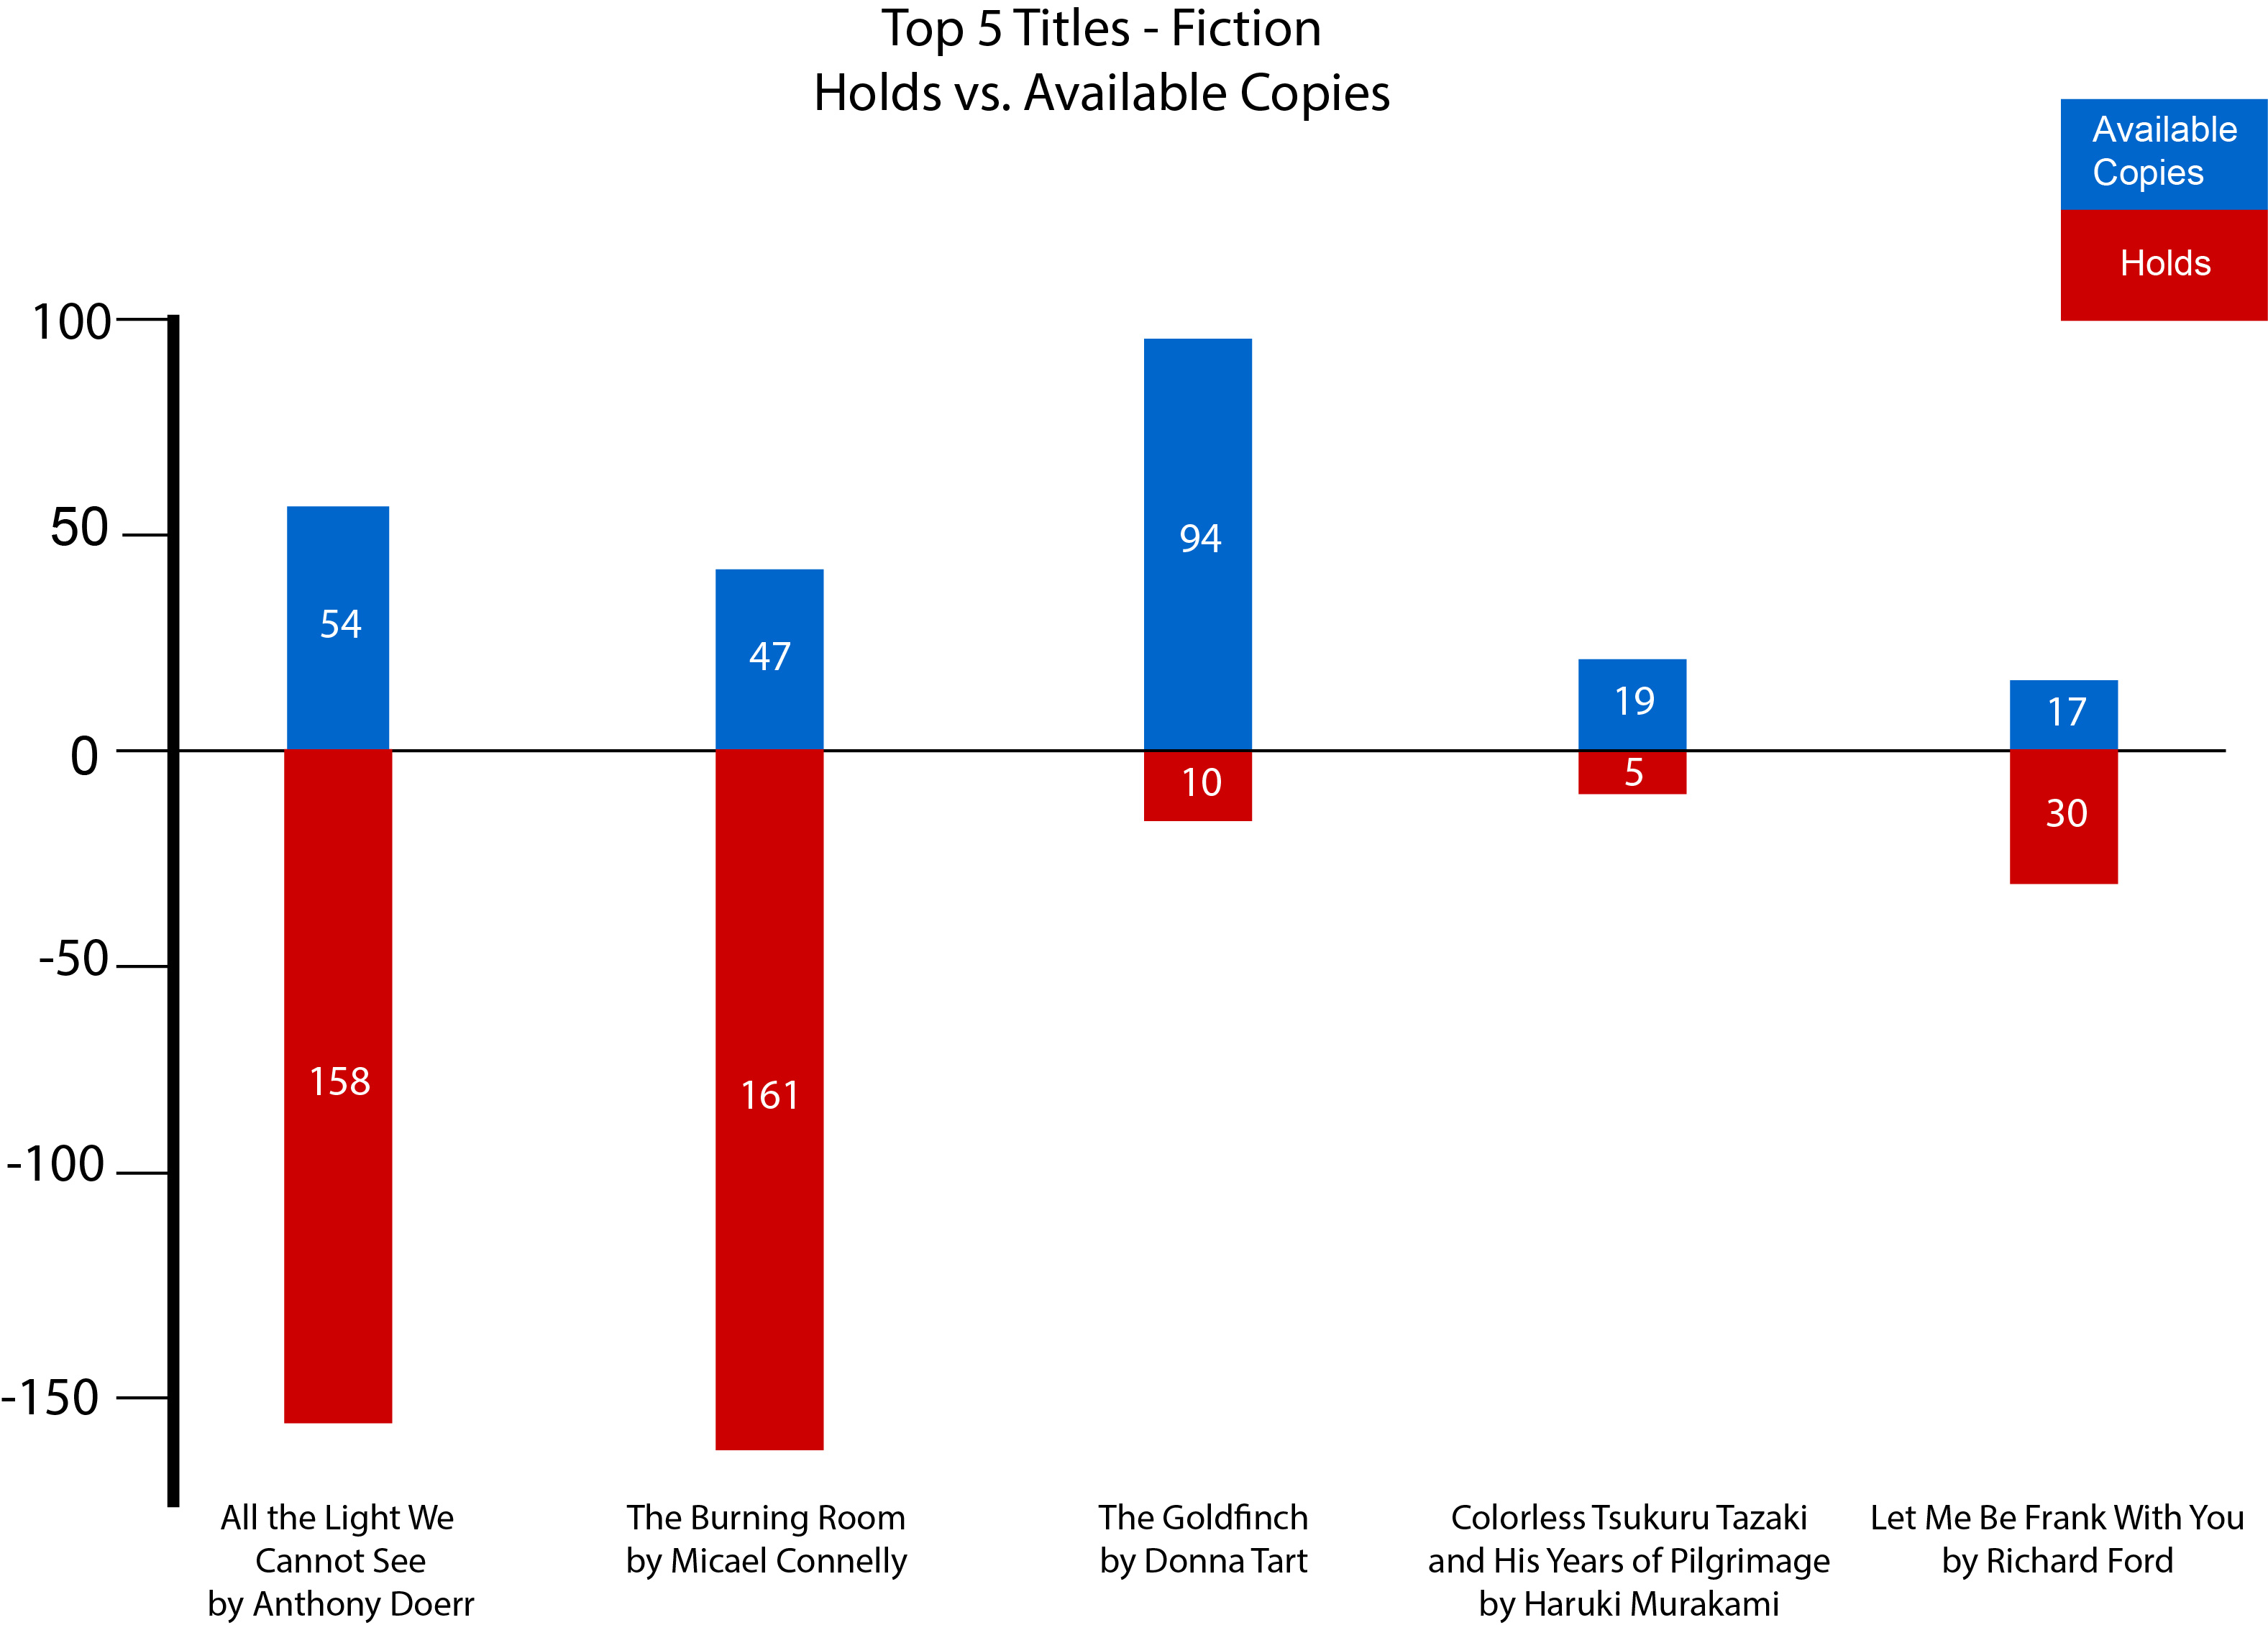 Top 5 Titles - Fiction
Holds vs. Available Copies
Available
Copies
Holds
100
50
0
-50
-100
-150
54
47
94
19
17
158
161
10
5
30
All the Light We
Cannot See
by Anthony Doerr
The Burning Room
by Micael Connelly
The Goldfinch
by Donna Tart
Colorless Tsukuru Tazaki
and His Years of Pilgrimage
by Haruki Murakami
Let Me Be Frank With You
by Richard Ford